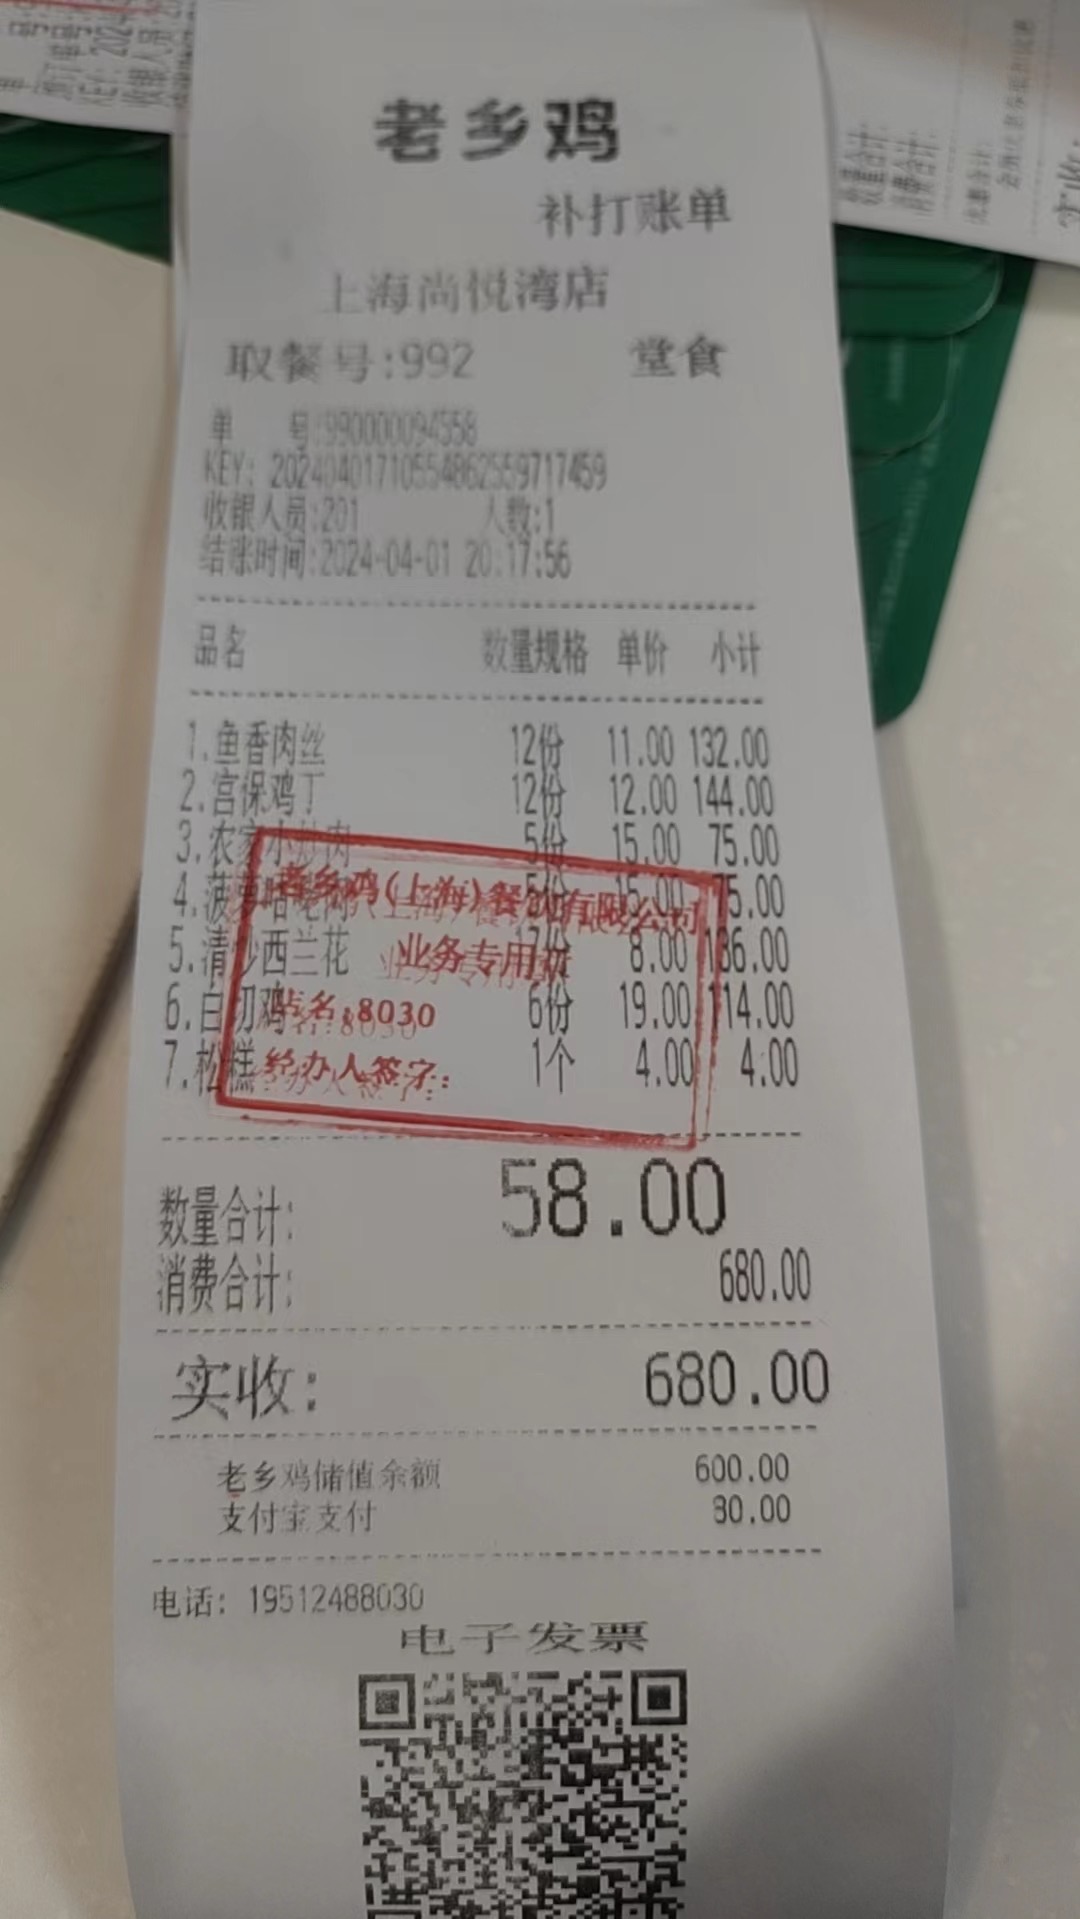 老乡鸡
补打账单
上海尚悦湾店
取餐号:992 堂食
单 号:990000094558
KEY: 20240401710554862559717459
收银人员:201 人数:1
结账时间:2024-04-01 20:17:56
品名 数量规格 单价 小计
1.鱼香肉丝 12份 11.00 132.00
2.宫保鸡丁 12份 12.00 144.00
3.农家小炒肉 5份 15.00 75.00
4.菠萝咕咾肉 5份 15.00 75.00
5.清炒西兰花 17份 8.00 136.00
6.白切鸡 6份 19.00 114.00
7.松糕 1个 4.00 4.00
老乡鸡(上海)餐饮有限公司
业务专用章
店名:8030
经办人签字:
数量合计: 58.00
消费合计: 680.00
实收: 680.00
老乡鸡储值余额 600.00
支付宝支付 80.00
电话: 19512488030
电子发票